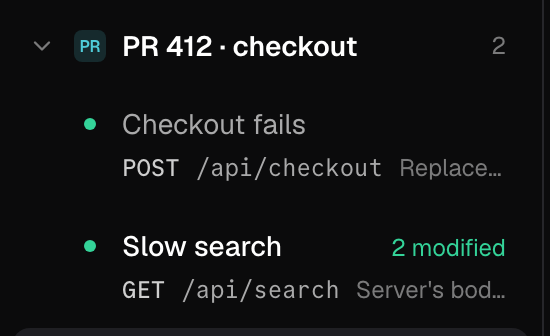 PR PR 412 · checkout 2
Checkout fails
POST /api/checkout Replace…
Slow search 2 modified
GET /api/search Server's bod…